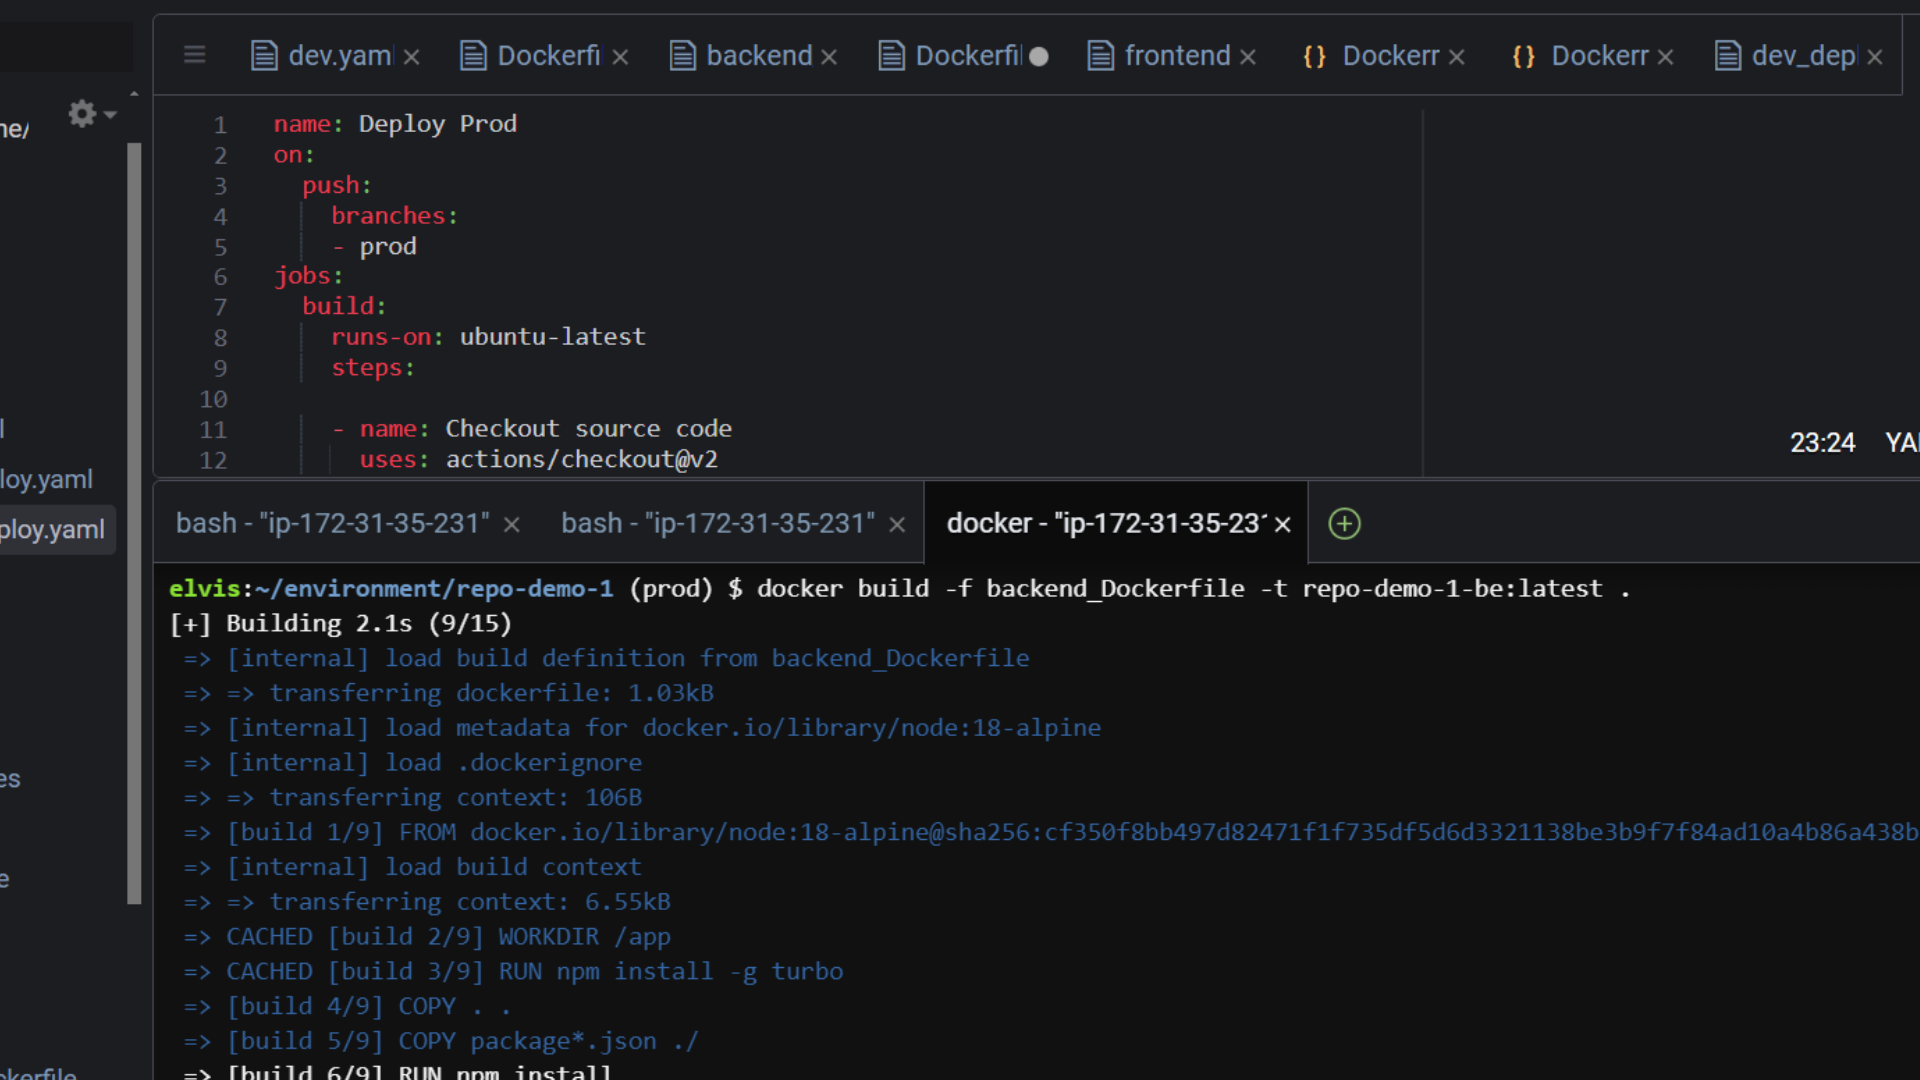 dev.yaml Dockerfi backend Dockerfil frontend {} Dockerr {} Dockerr dev_dep
ne/
1 name: Deploy Prod
2 on:
3 push:
4 branches:
5 - prod
6 jobs:
7 build:
8 runs-on: ubuntu-latest
9 steps:
10
11 - name: Checkout source code
12 uses: actions/checkout@v2
23:24 YA
loy.yaml
ploy.yaml
es
e
ckerfile
bash - "ip-172-31-35-231" bash - "ip-172-31-35-231" docker - "ip-172-31-35-23
elvis:~/environment/repo-demo-1 (prod) $ docker build -f backend_Dockerfile -t repo-demo-1-be:latest .
[+] Building 2.1s (9/15)
=> [internal] load build definition from backend_Dockerfile
=> => transferring dockerfile: 1.03kB
=> [internal] load metadata for docker.io/library/node:18-alpine
=> [internal] load .dockerignore
=> => transferring context: 106B
=> [build 1/9] FROM docker.io/library/node:18-alpine@sha256:cf350f8bb497d82471f1f735df5d6d3321138be3b9f7f84ad10a4b86a438b
=> [internal] load build context
=> => transferring context: 6.55kB
=> CACHED [build 2/9] WORKDIR /app
=> CACHED [build 3/9] RUN npm install -g turbo
=> [build 4/9] COPY . .
=> [build 5/9] COPY package*.json ./
=> [build 6/9] RUN npm install